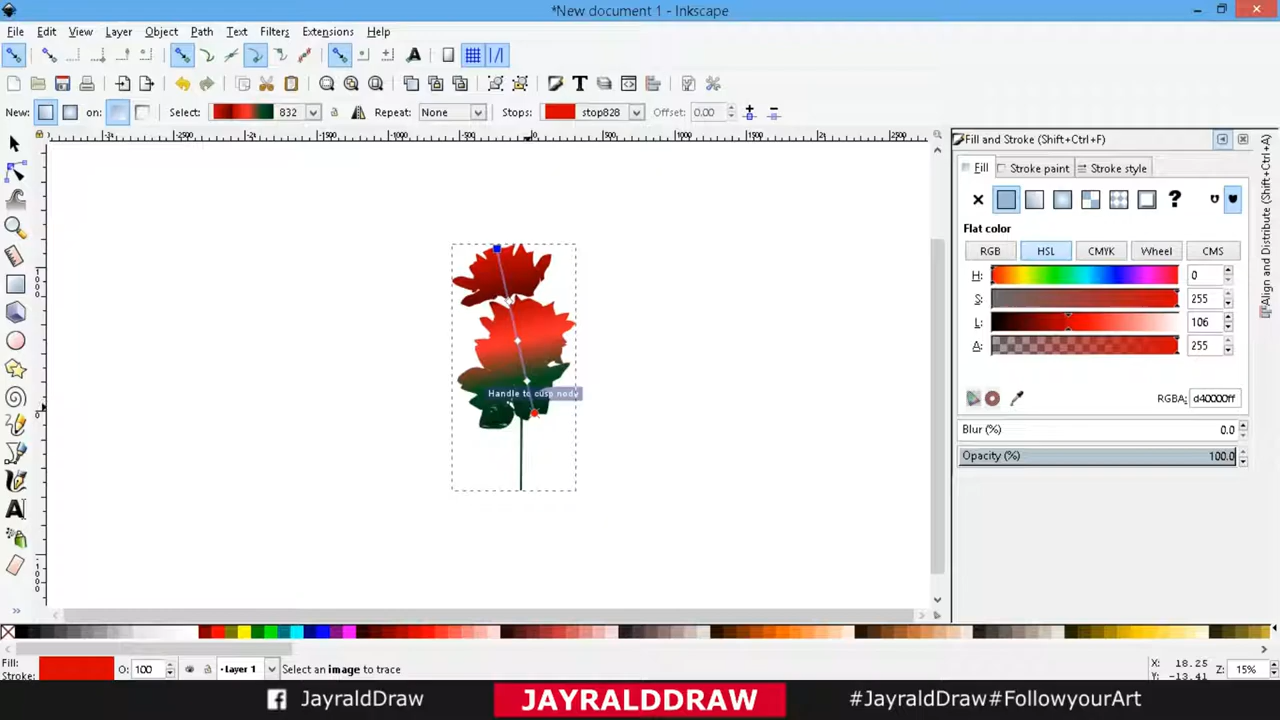 *New document 1 - Inkscape
File Edit View Layer Object Path Text Filters Extensions Help
New: on: Select: 832 Repeat: None Stops: stop828 Offset: 0.00
Fill and Stroke (Shift+Ctrl+F)
Fill Stroke paint Stroke style
?
Flat color
RGB HSL CMYK Wheel CMS
H: 0
S: 255
L: 106
A: 255
RGBA: d40000ff
Blur (%) 0.0
Opacity (%) 100.0
Align and Distribute (Shift+Ctrl+A)
Handle to cusp node
Fill:
Stroke:
O: 100
Layer 1
Select an image to trace
X: 18.25
Y: -13.41
Z: 15%
JayraldDraw
JAYRALDDRAW
#JayraldDraw#FollowyourArt